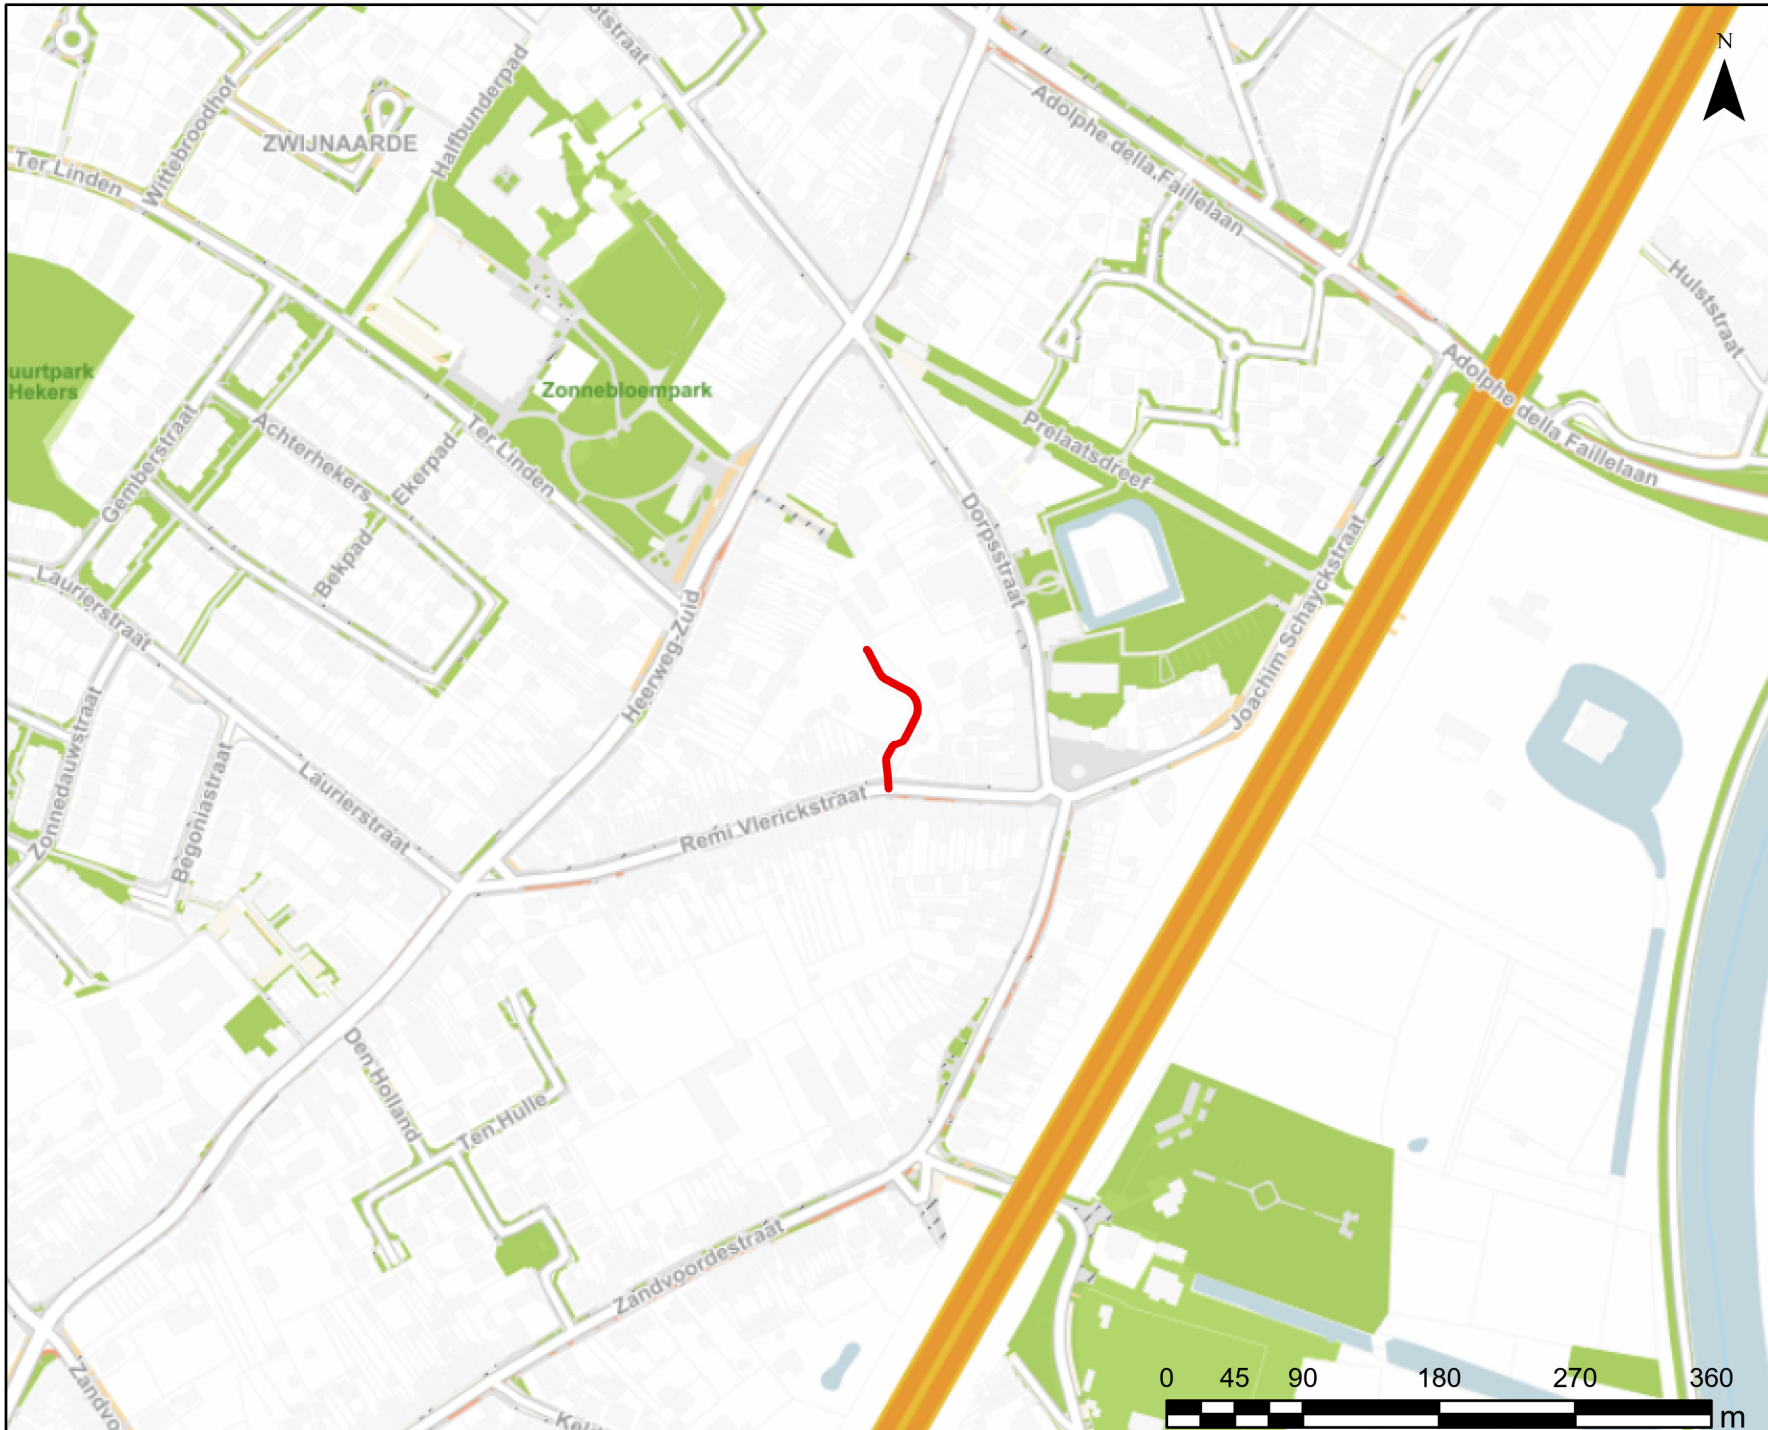 N
Halfbunderpad
Wittebroodhof
ZWIJNAARDE
Ter Linden
Adolphe della Faillelaan
Hulststraat
uurtpark
Hekers
Zonnebloempark
Adolphe della Faillelaan
Gemberstraat
Achterhekers
Ekerpad
Ter Linden
Prelaatsdreef
Dorpsstraat
Bekpad
Laurierstraat
Heerweg-Zuid
Joachim Schayckstraat
Zonnedauwstraat
Begoniastraat
Laurierstraat
Remi Vlerickstraat
Den Holland
Ten Hulle
Zandvoordestraat
0 45 90 180 270 360
m